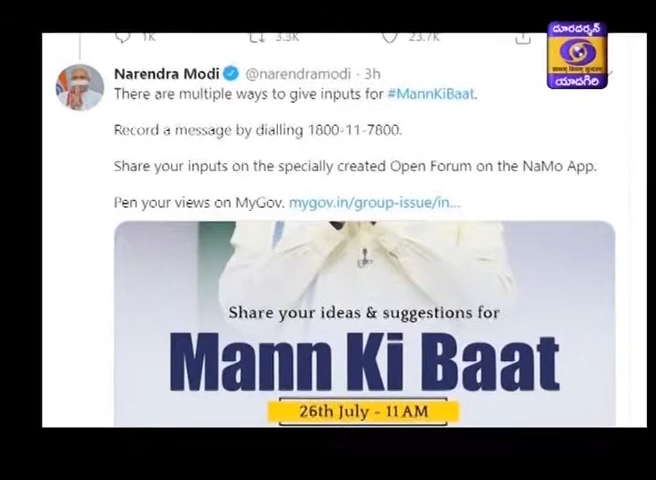 1k 3.3K 23.7K
దూరదర్శన్
యాదగిరి
Narendra Modi @narendramodi · 3h
There are multiple ways to give inputs for #MannKiBaat.
Record a message by dialling 1800-11-7800.
Share your inputs on the specially created Open Forum on the NaMo App.
Pen your views on MyGov. mygov.in/group-issue/in...
Share your ideas & suggestions for
Mann Ki Baat
26th July - 11 AM